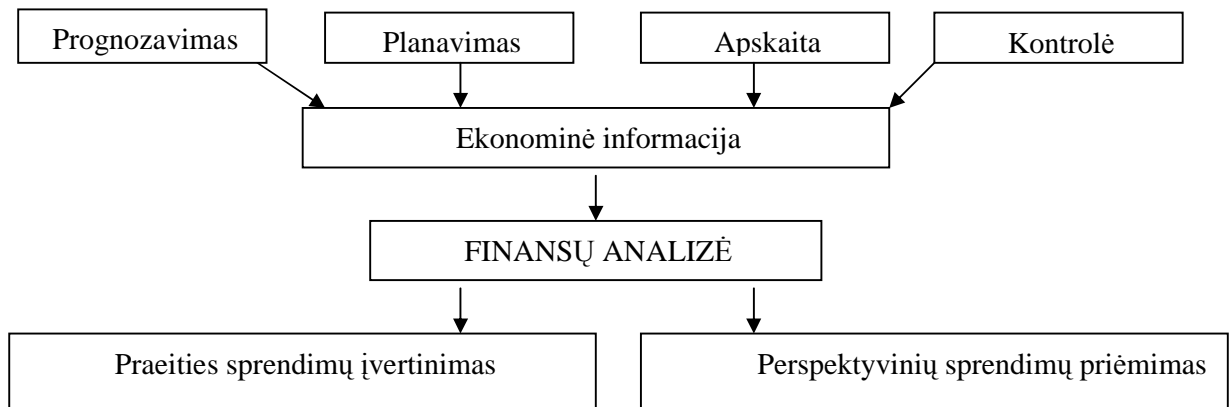 Prognozavimas
Planavimas
Apskaita
Kontrolė
Ekonominė informacija
FINANSŲ ANALIZĖ
Praeities sprendimų įvertinimas
Perspektyvinių sprendimų priėmimas